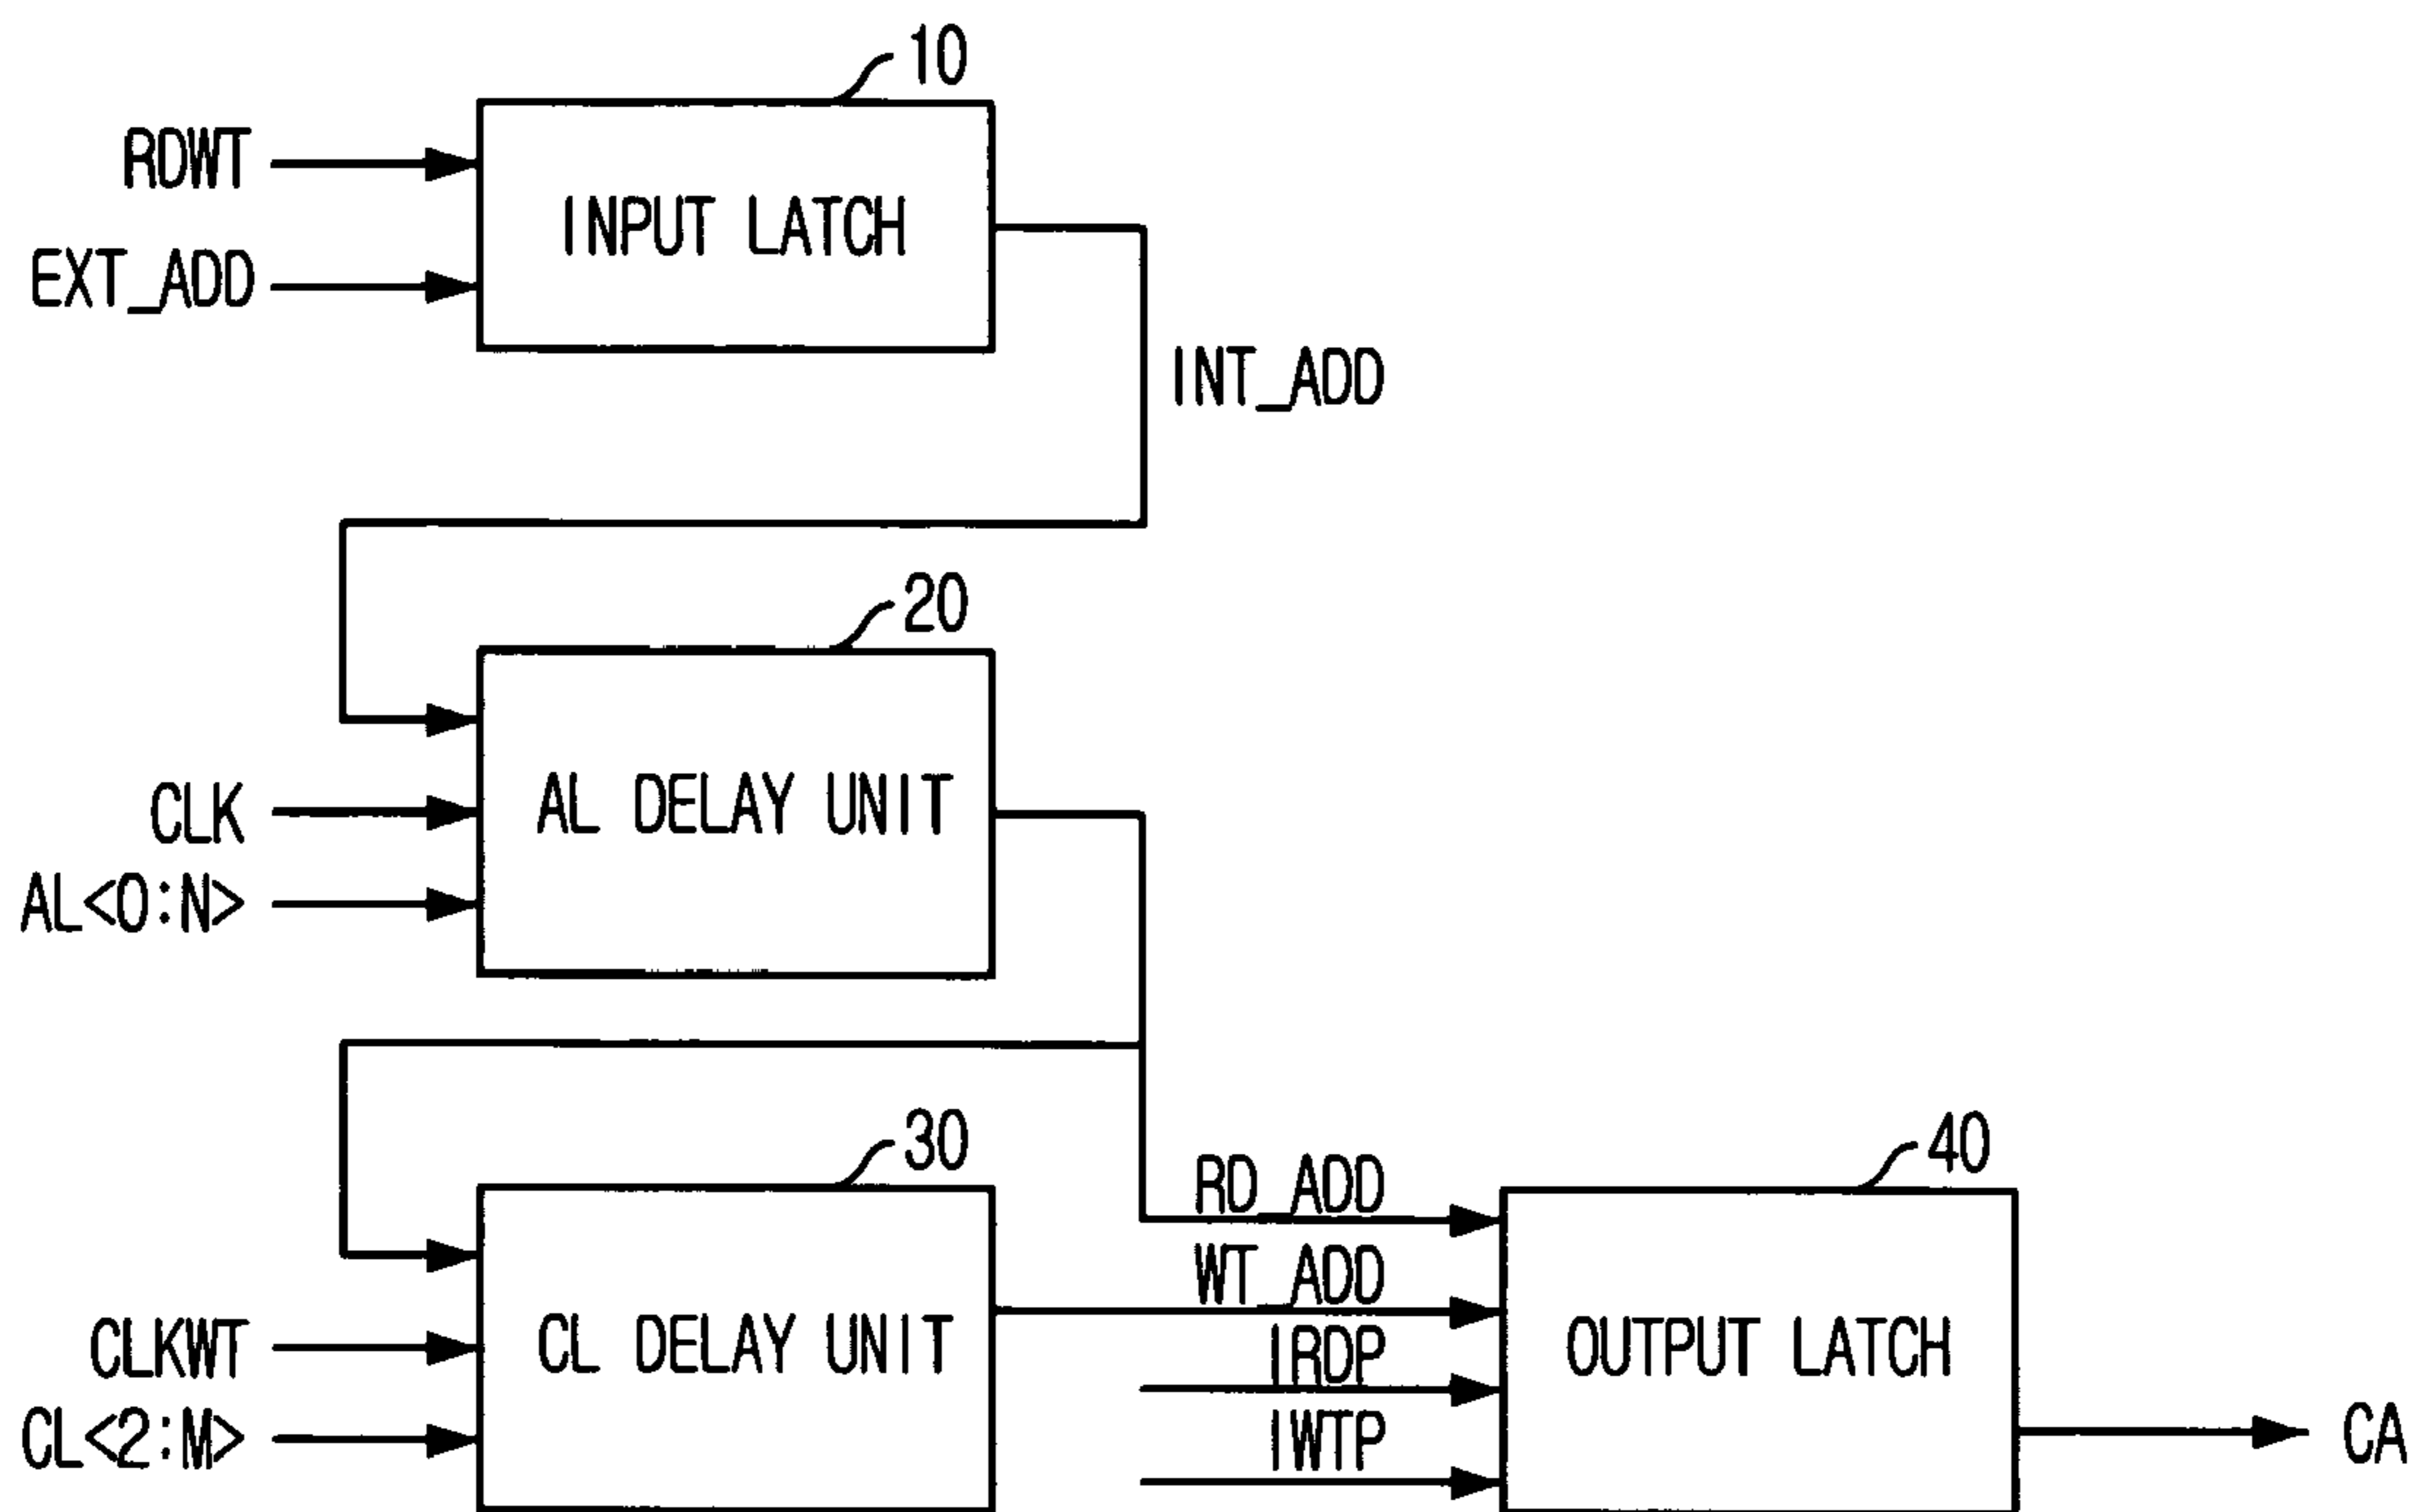 10
RDWT
EXT_ADD
INPUT LATCH
INT_ADD
20
CLK
AL<0:N>
AL DELAY UNIT
30
CLKWT
CL<2:M>
CL DELAY UNIT
RD_ADD
WT_ADD
IRDP
IWTP
40
OUTPUT LATCH
CA